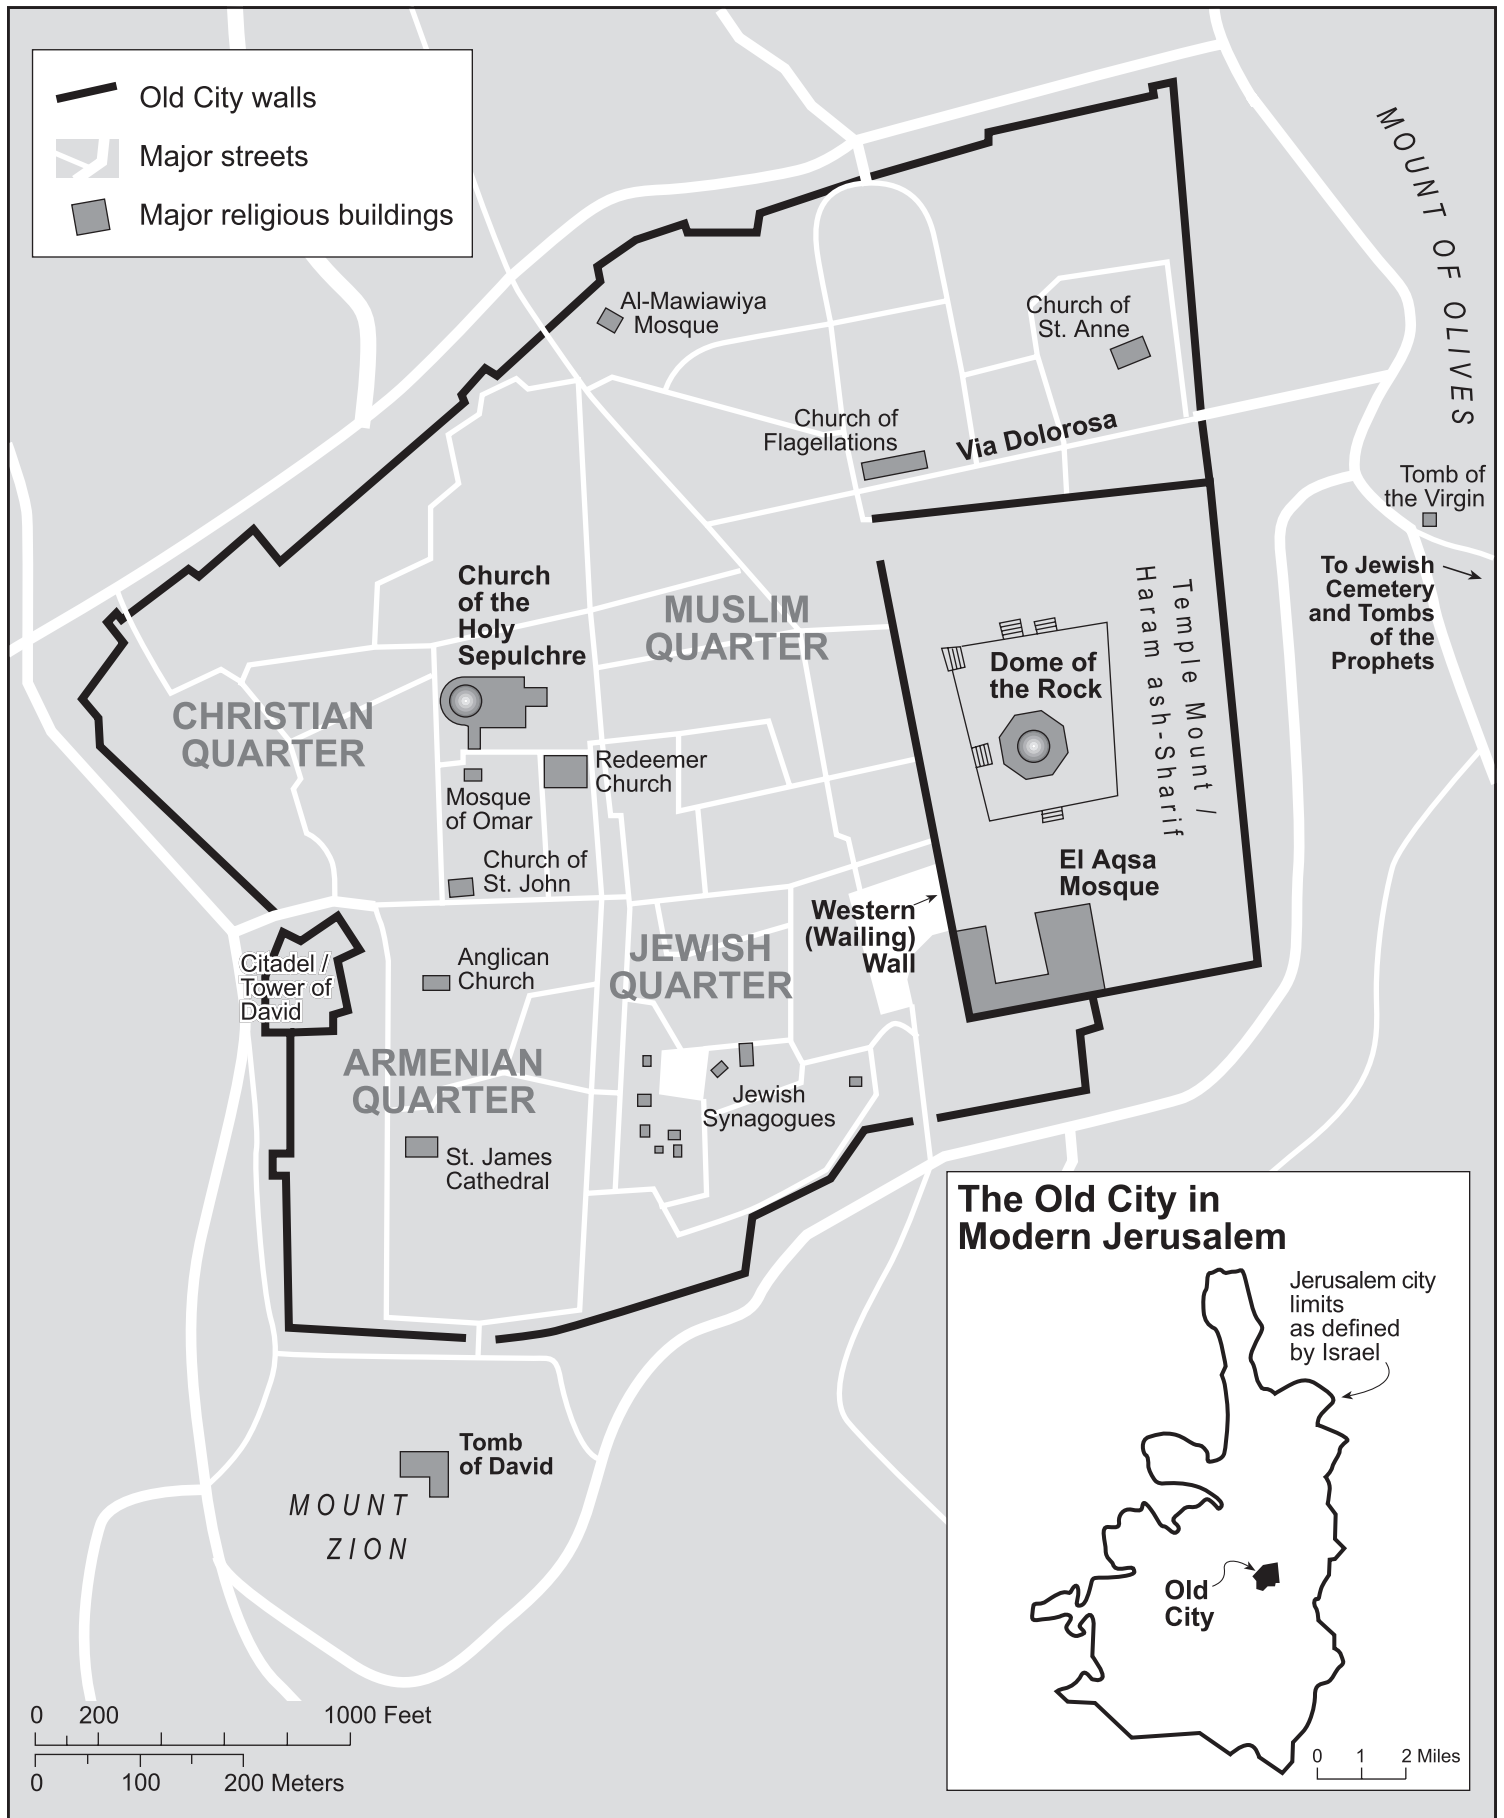 Old City walls
Major streets
Major religious buildings
MOUNT OF OLIVES
Al-Mawiawiya
Mosque
Church of
St. Anne
Church of
Flagellations
Via Dolorosa
Tomb of
the Virgin
To Jewish
Cemetery
and Tombs
of the
Prophets
Church
of the
Holy
Sepulchre
MUSLIM
QUARTER
Temple Mount /
Haram ash-Sharif
Dome of
the Rock
CHRISTIAN
QUARTER
Redeemer
Church
Mosque
of Omar
Church of
St. John
El Aqsa
Mosque
Western
(Wailing)
Wall
JEWISH
QUARTER
Anglican
Church
Citadel /
Tower of
David
ARMENIAN
QUARTER
Jewish
Synagogues
St. James
Cathedral
Tomb
of David
MOUNT
ZION
The Old City in
Modern Jerusalem
Jerusalem city
limits
as defined
by Israel
Old
City
0 1 2 Miles
0 200 1000 Feet
0 100 200 Meters